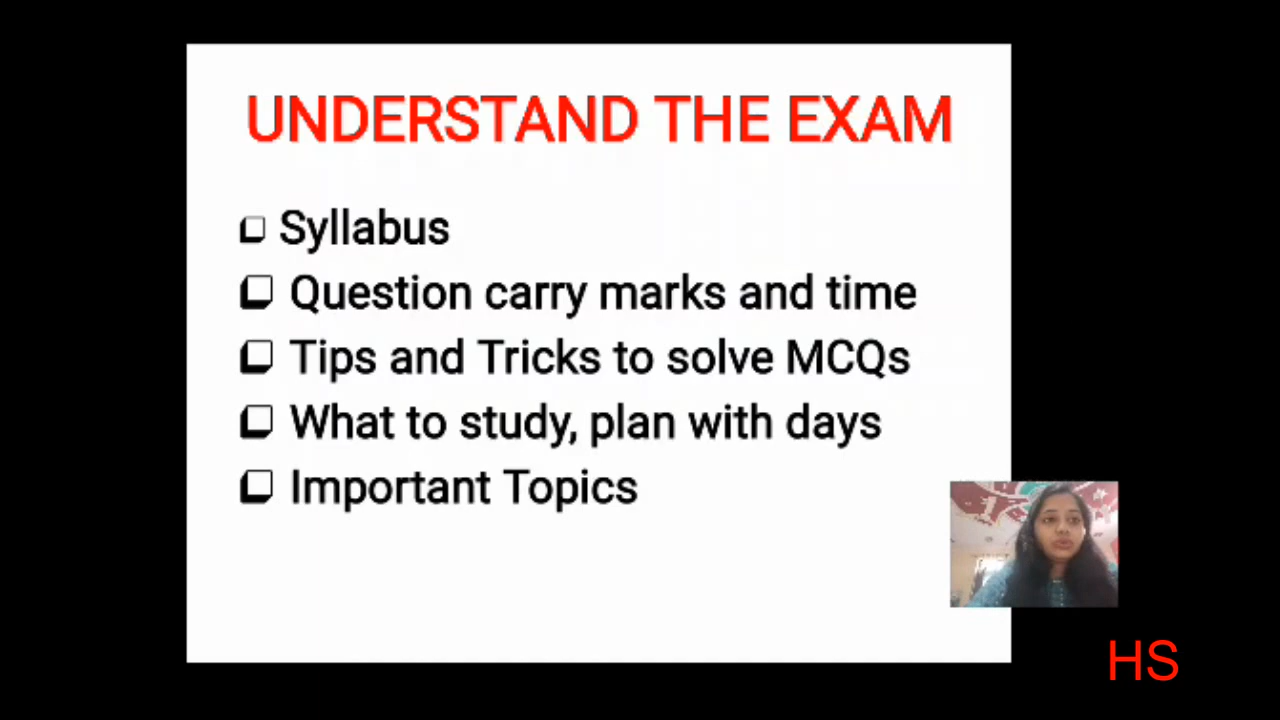 UNDERSTAND THE EXAM
Syllabus
Question carry marks and time
Tips and Tricks to solve MCQs
What to study, plan with days
Important Topics
HS